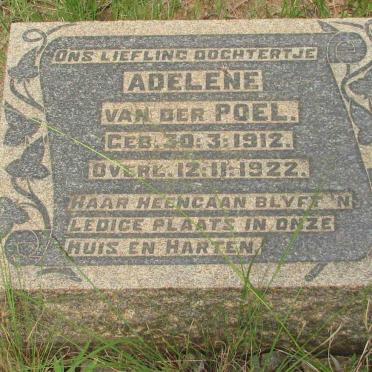 ONS LIEFLING DOCHTERTJE
ADELENE
VAN DER POEL.
GEB. 30·3·1912.
OVERL. 12·11·1922.
HAAR HEENGAAN BLYFT 'N
LEDIGE PLAATS IN ONZE
HUIS EN HARTEN.